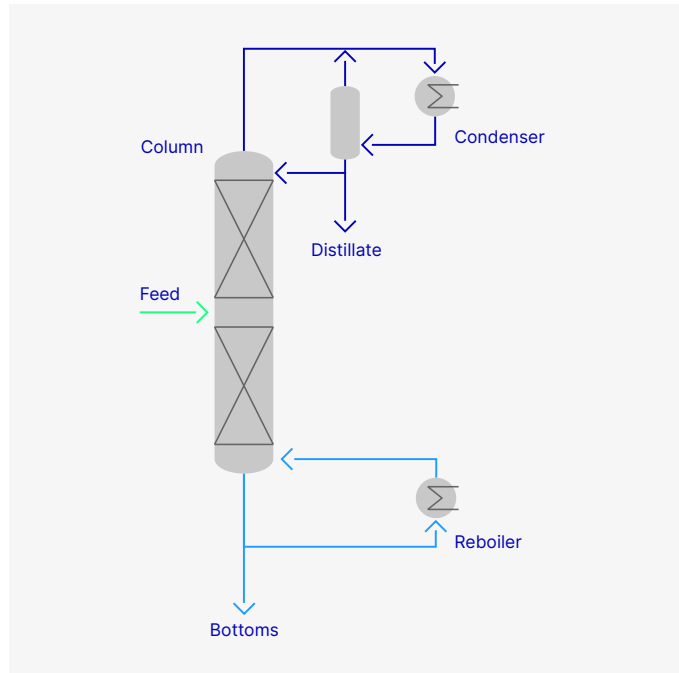 Column
Condenser
Distillate
Feed
Reboiler
Bottoms